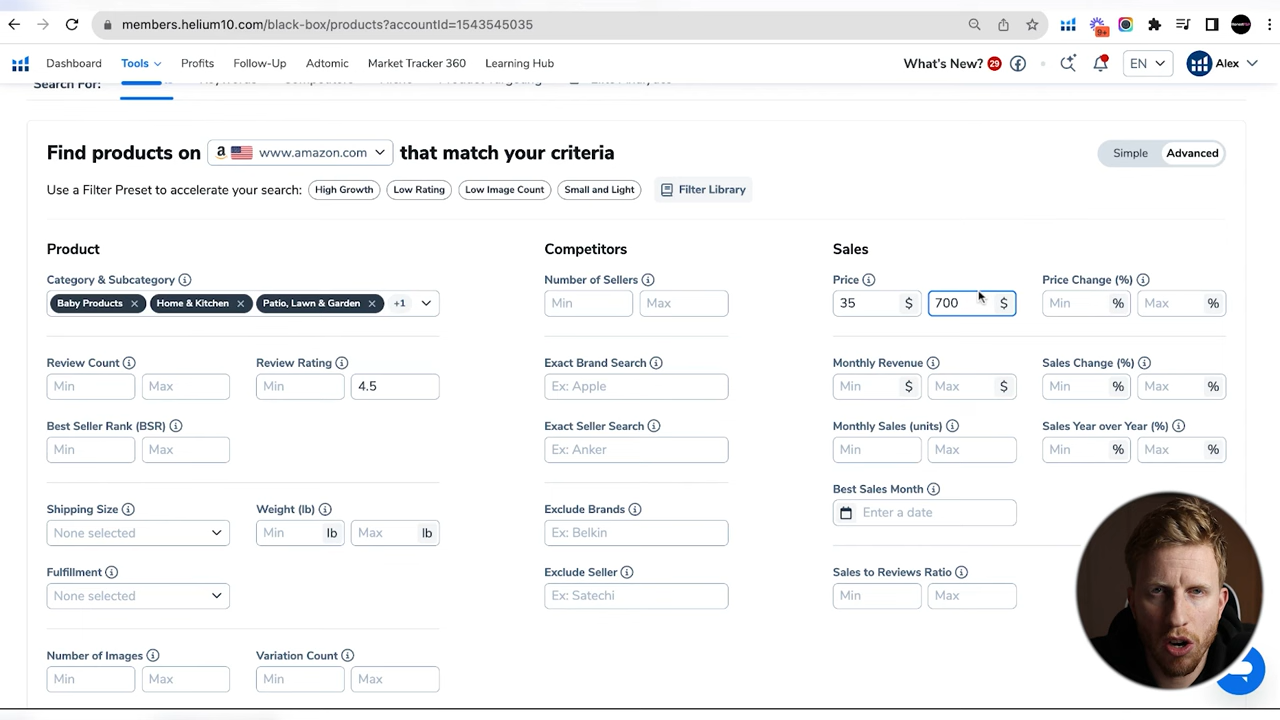 members.helium10.com/black-box/products?accountId=1543545035
9+
Dashboard Tools Profits Follow-Up Adtomic Market Tracker 360 Learning Hub What's New? 29 EN Alex
Search For:
Find products on a www.amazon.com that match your criteria Simple Advanced
Use a Filter Preset to accelerate your search: High Growth Low Rating Low Image Count Small and Light Filter Library
Product Competitors Sales
Category & Subcategory Number of Sellers Price Price Change (%)
Baby Products Home & Kitchen Patio, Lawn & Garden +1 Min Max 35 $ 700 $ Min % Max %
Review Count Review Rating Exact Brand Search Monthly Revenue Sales Change (%)
Min Max Min 4.5 Ex: Apple Min $ Max $ Min % Max %
Best Seller Rank (BSR) Exact Seller Search Monthly Sales (units) Sales Year over Year (%)
Min Max Ex: Anker Min Max Min % Max %
Best Sales Month
Shipping Size Weight (lb) Exclude Brands Enter a date
None selected Min lb Max lb Ex: Belkin
Fulfillment Exclude Seller Sales to Reviews Ratio
None selected Ex: Satechi Min Max
Number of Images Variation Count
Min Max Min Max